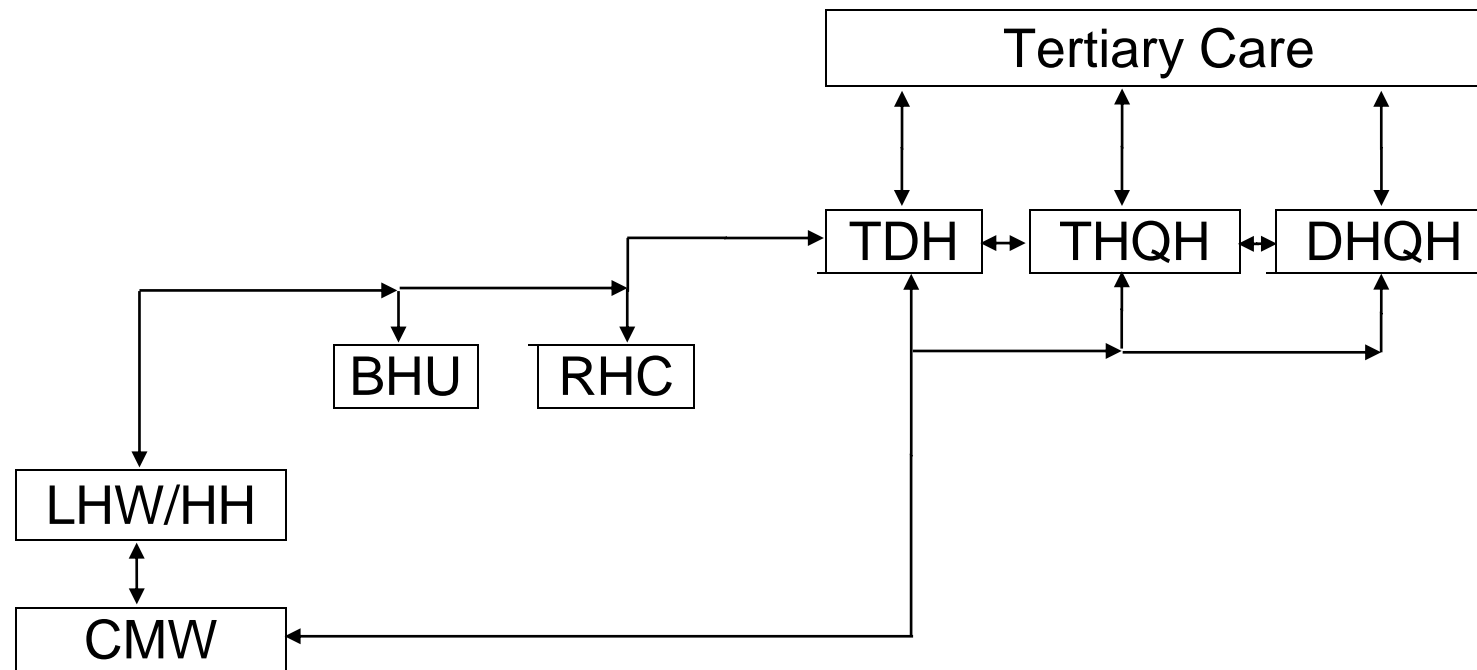 Tertiary Care
TDH
THQH
DHQH
BHU
RHC
LHW/HH
CMW